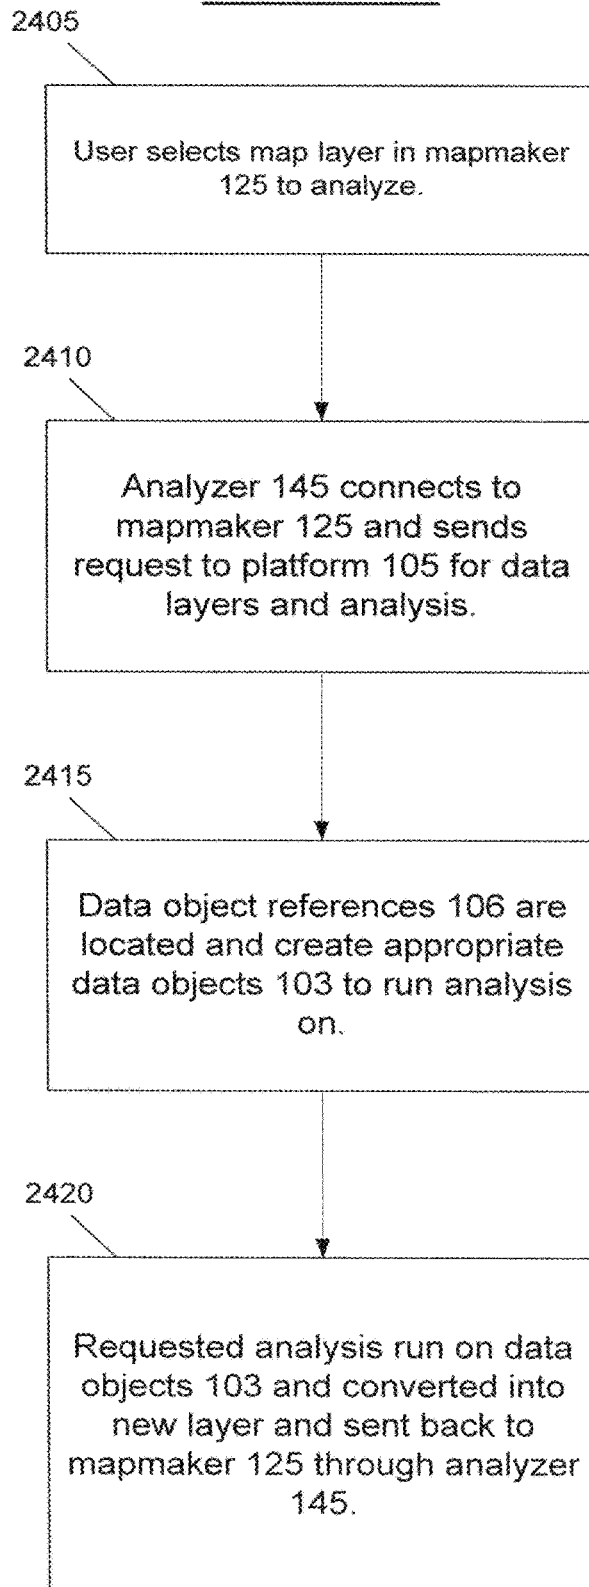 2405
User selects map layer in mapmaker
125 to analyze.
2410
Analyzer 145 connects to
mapmaker 125 and sends
request to platform 105 for data
layers and analysis.
2415
Data object references 106 are
located and create appropriate
data objects 103 to run analysis
on.
2420
Requested analysis run on data
objects 103 and converted into
new layer and sent back to
mapmaker 125 through analyzer
145.